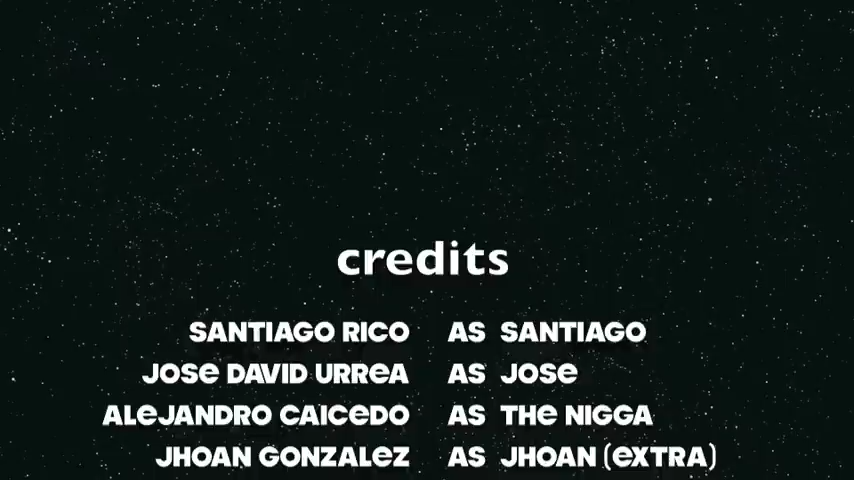 credits
SANTIAGO RICO AS SANTIAGO
JOSe DAVID URReA AS JOSe
ALeJANDRO CAICeDO AS THe NIGGA
JHOAN GONZALeZ AS JHOAN (eXTRA)